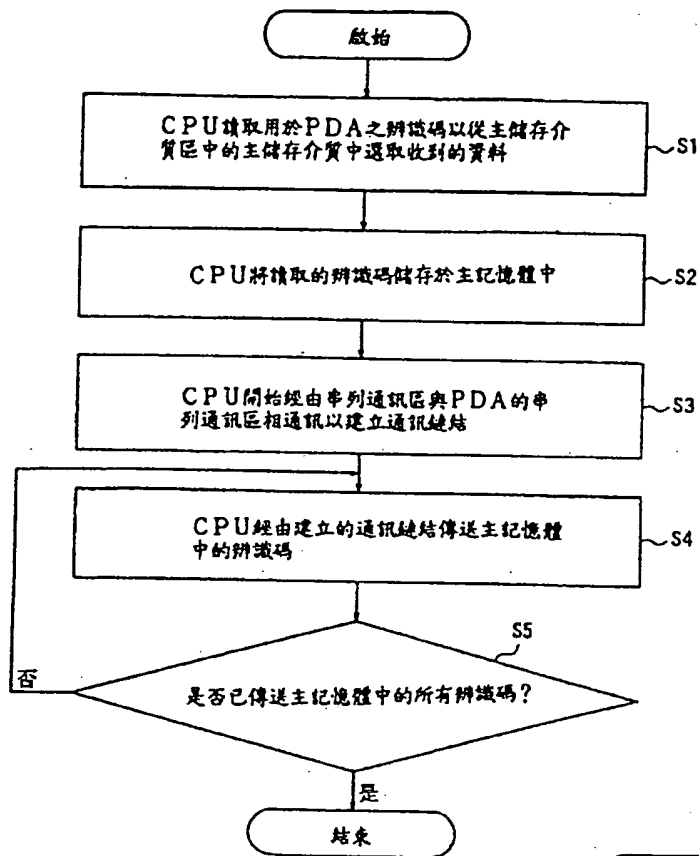 啟始
CPU讀取用於PDA之辨識碼以從主儲存介
質區中的主儲存介質中選取收到的資料
S1
CPU將讀取的辨識碼儲存於主記憶體中
S2
CPU開始經由串列通訊區與PDA的串
列通訊區相通訊以建立通訊鏈結
S3
CPU經由建立的通訊鏈結傳送主記憶體
中的辨識碼
S4
S5
否
是否已傳送主記憶體中的所有辨識碼?
是
結束